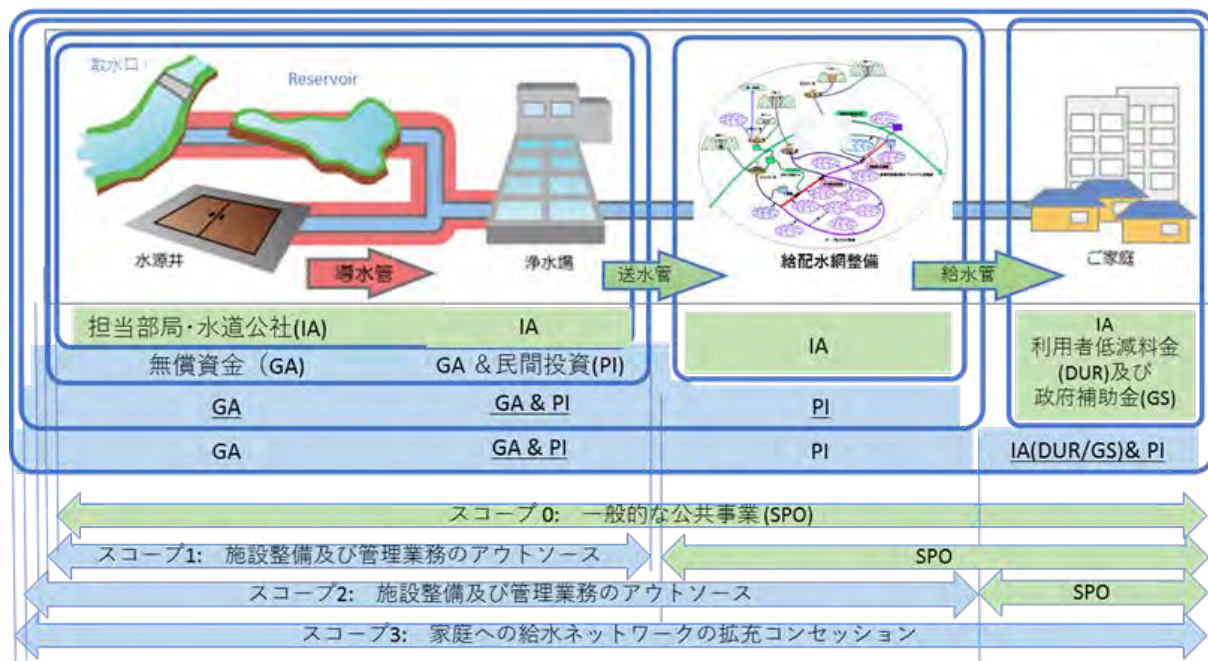 取水口
Reservoir
水源井
導水管
浄水場
送水管
給配水網整備
給水管
ご家庭
担当部局・水道公社(IA)
IA
IA
IA
利用者低減料金
(DUR)及び
政府補助金(GS)
無償資金（GA)
GA ＆民間投資(PI)
GA
GA & PI
PI
GA
GA & PI
PI
IA(DUR/GS)& PI
スコープ 0: 一般的な公共事業 (SPO)
スコープ1: 施設整備及び管理業務のアウトソース
SPO
スコープ2: 施設整備及び管理業務のアウトソース
SPO
スコープ3: 家庭への給水ネットワークの拡充コンセッション